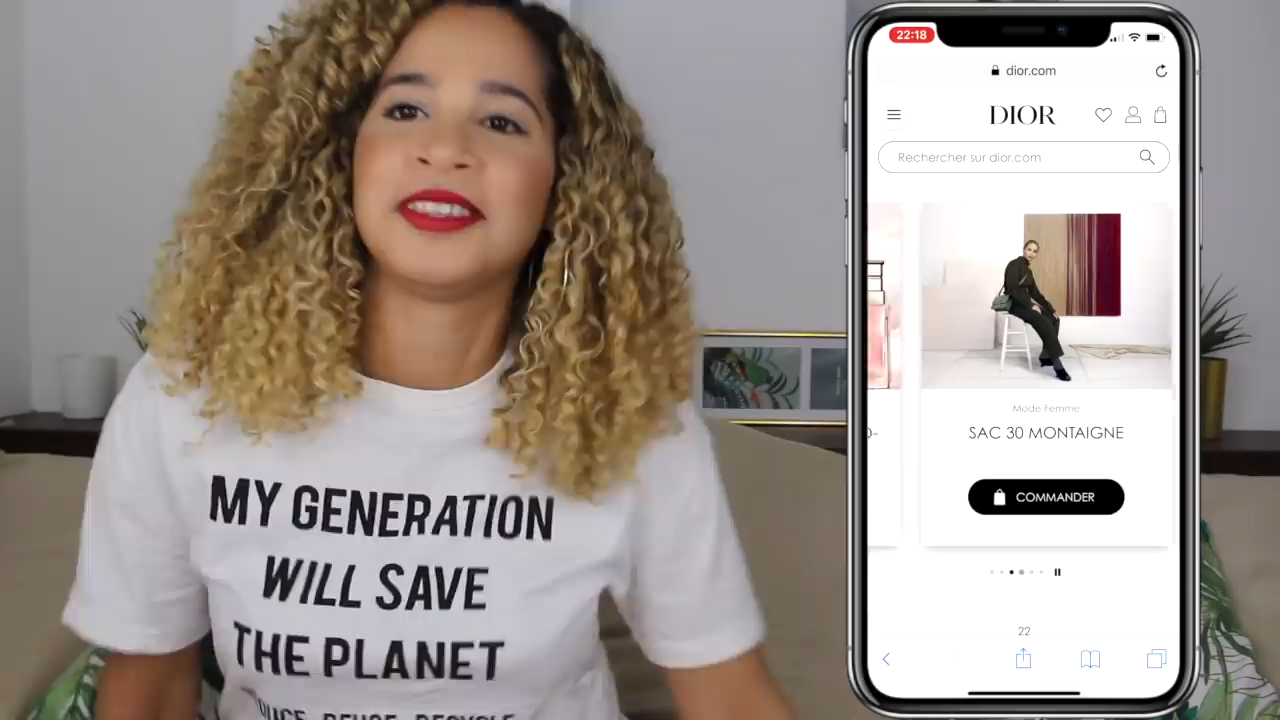 MY GENERATION
WILL SAVE
THE PLANET
REUSE
22:18
dior.com
DIOR
Rechercher sur dior.com
Mode Femme
SAC 30 MONTAIGNE
COMMANDER
22